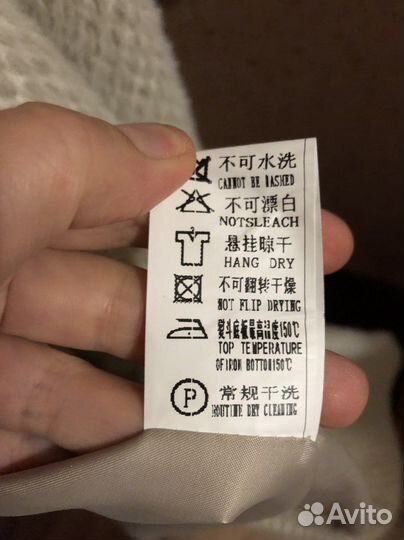 不可水洗
CANNOT BE WASHED
不可漂白
NOTSLEACH
悬挂晾干
HANG DRY
不可翻转干燥
NOT FLIP DRYING
熨斗底板最高温度150℃
TOP TEMPERATURE
OF IRON BOTTOM150℃
P
常规干洗
ROUTINE DRY CLEANING
Avito